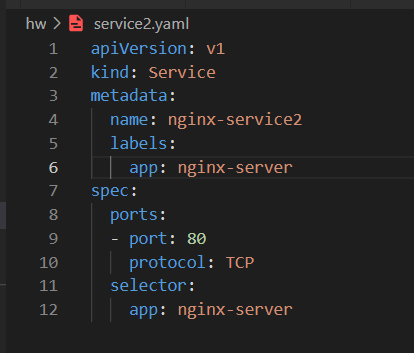 hw > service2.yaml
1 apiVersion: v1
2 kind: Service
3 metadata:
4   name: nginx-service2
5   labels:
6     app: nginx-server
7 spec:
8   ports:
9   - port: 80
10     protocol: TCP
11   selector:
12     app: nginx-server